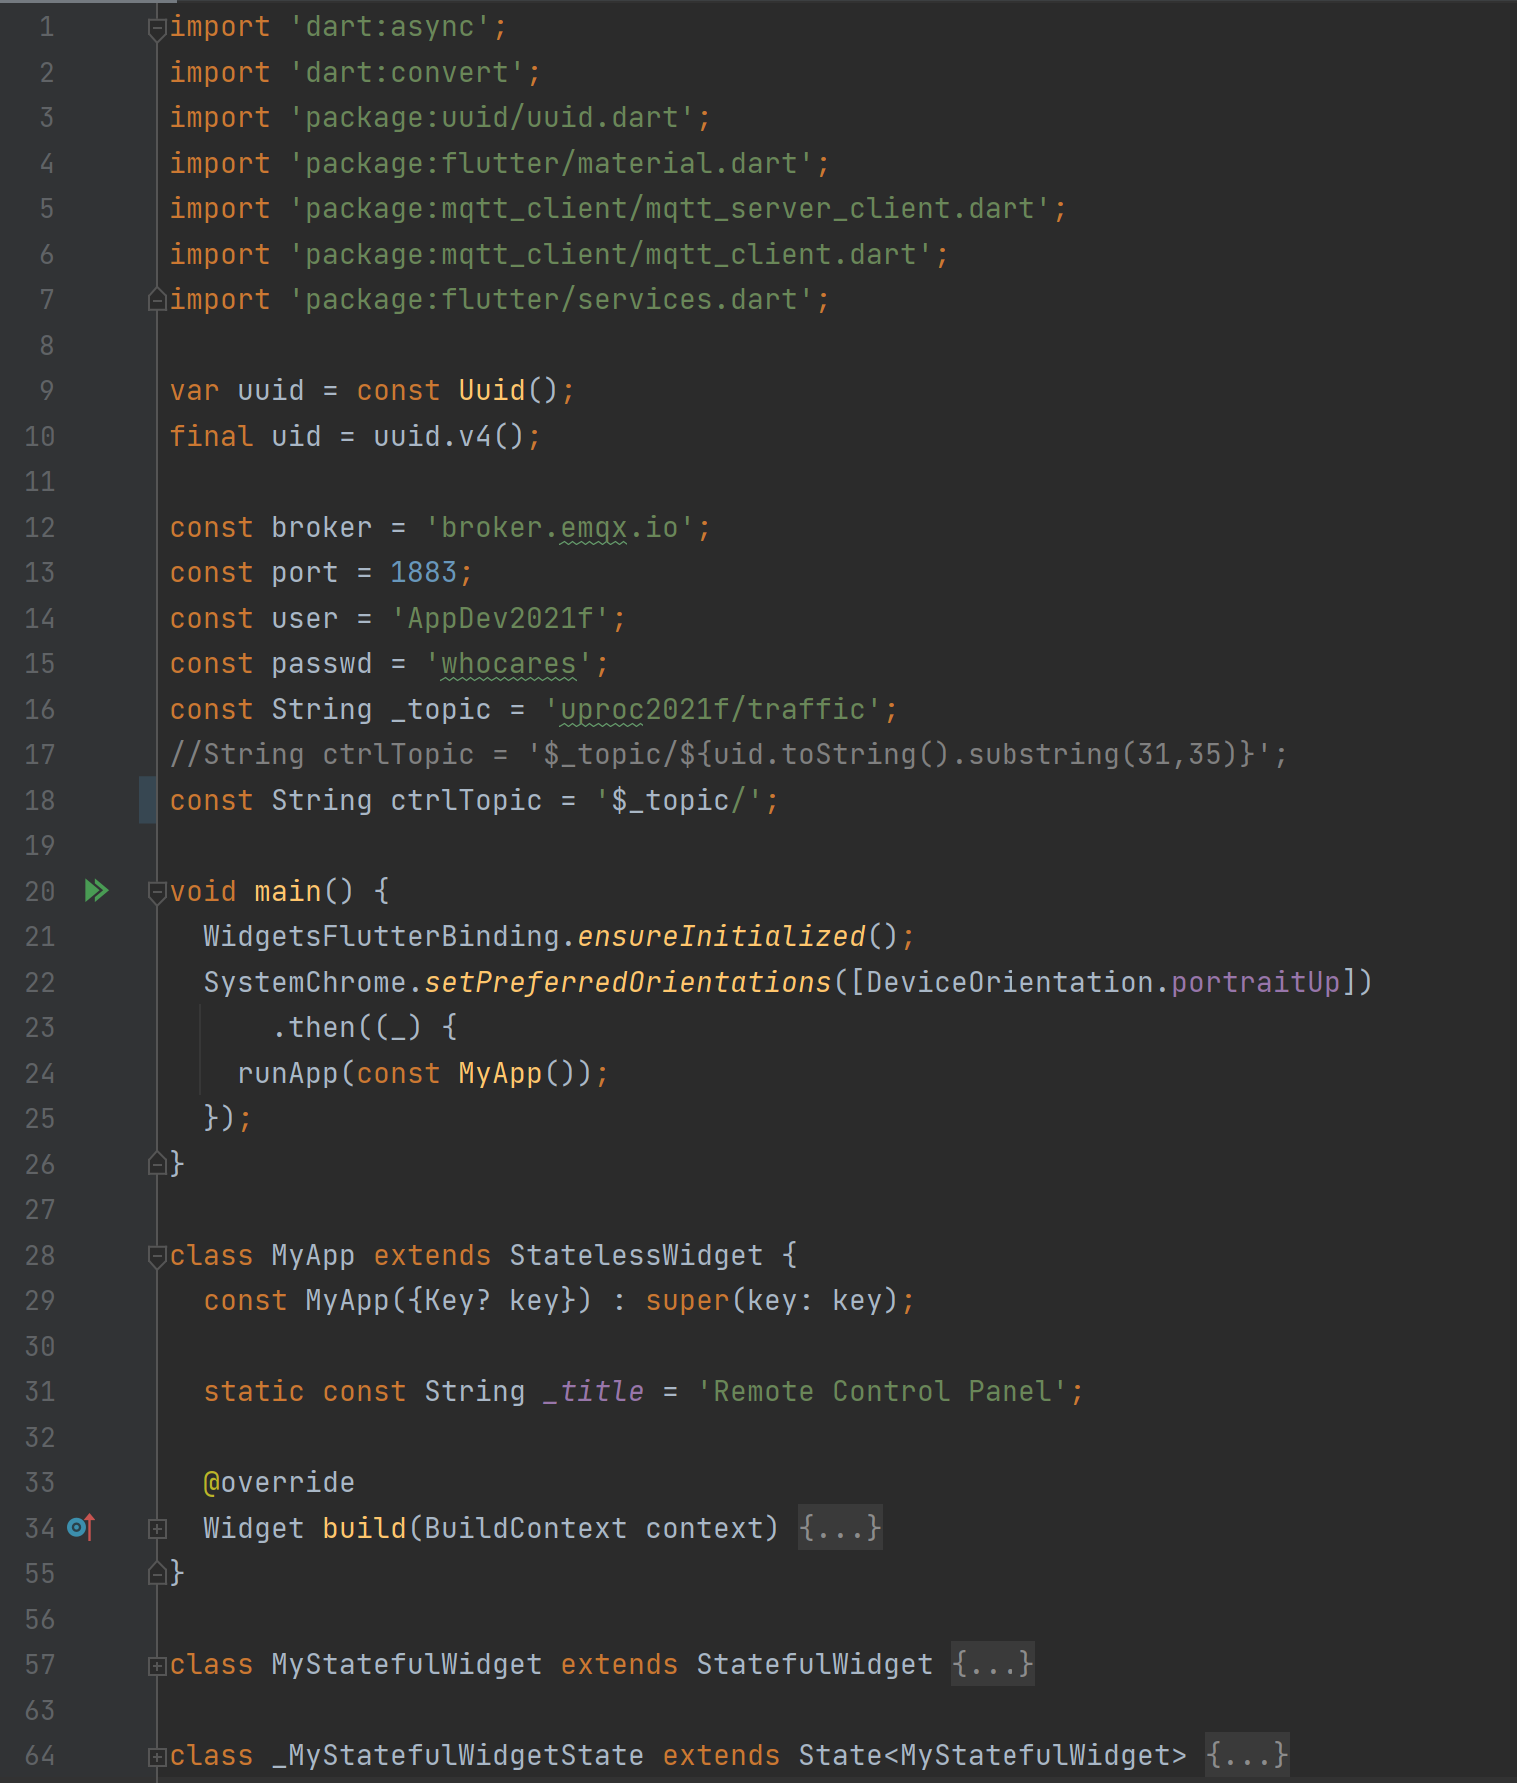 1 import 'dart:async';
2 import 'dart:convert';
3 import 'package:uuid/uuid.dart';
4 import 'package:flutter/material.dart';
5 import 'package:mqtt_client/mqtt_server_client.dart';
6 import 'package:mqtt_client/mqtt_client.dart';
7 import 'package:flutter/services.dart';
8
9 var uuid = const Uuid();
10 final uid = uuid.v4();
11
12 const broker = 'broker.emqx.io';
13 const port = 1883;
14 const user = 'AppDev2021f';
15 const passwd = 'whocares';
16 const String _topic = 'uproc2021f/traffic';
17 //String ctrlTopic = '$_topic/${uid.toString().substring(31,35)}';
18 const String ctrlTopic = '$_topic/';
19
20 void main() {
21   WidgetsFlutterBinding.ensureInitialized();
22   SystemChrome.setPreferredOrientations([DeviceOrientation.portraitUp])
23       .then((_) {
24     runApp(const MyApp());
25   });
26 }
27
28 class MyApp extends StatelessWidget {
29   const MyApp({Key? key}) : super(key: key);
30
31   static const String _title = 'Remote Control Panel';
32
33   @override
34   Widget build(BuildContext context) {...}
55 }
56
57 class MyStatefulWidget extends StatefulWidget {...}
63
64 class _MyStatefulWidgetState extends State<MyStatefulWidget> {...}